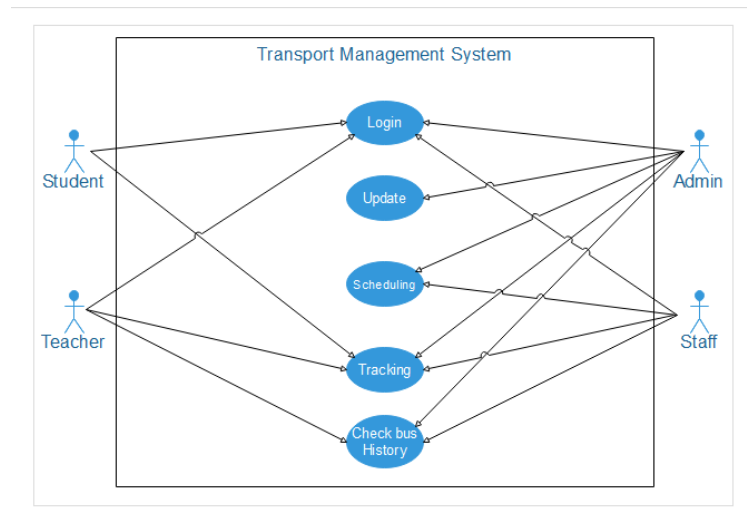 Transport Management System
Login
Student
Update
Admin
Scheduling
Teacher
Staff
Tracking
Check bus
History